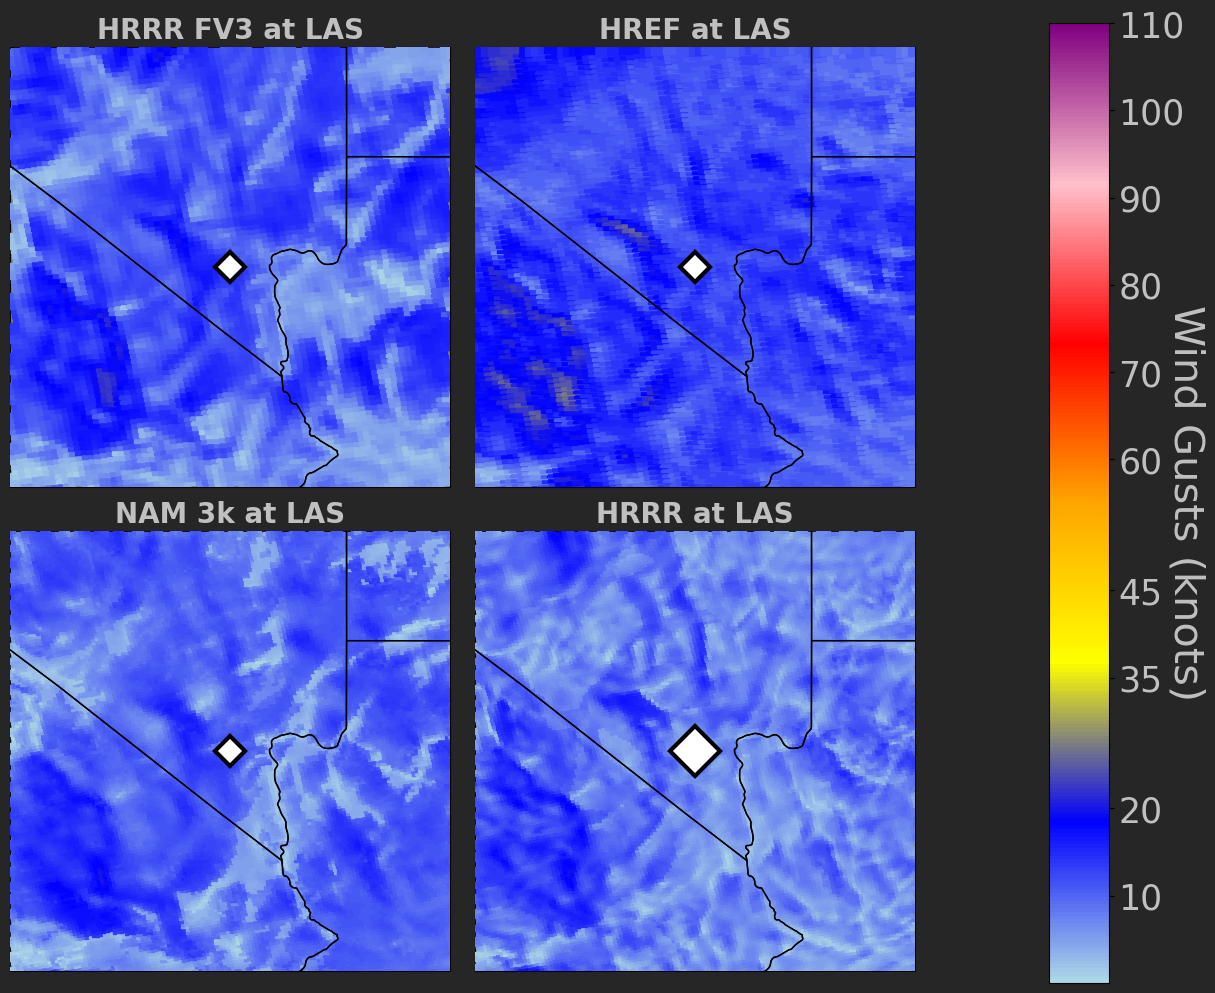 HRRR FV3 at LAS
HREF at LAS
NAM 3k at LAS
HRRR at LAS
110
100
90
80
70
60
45
35
20
10
Wind Gusts (knots)